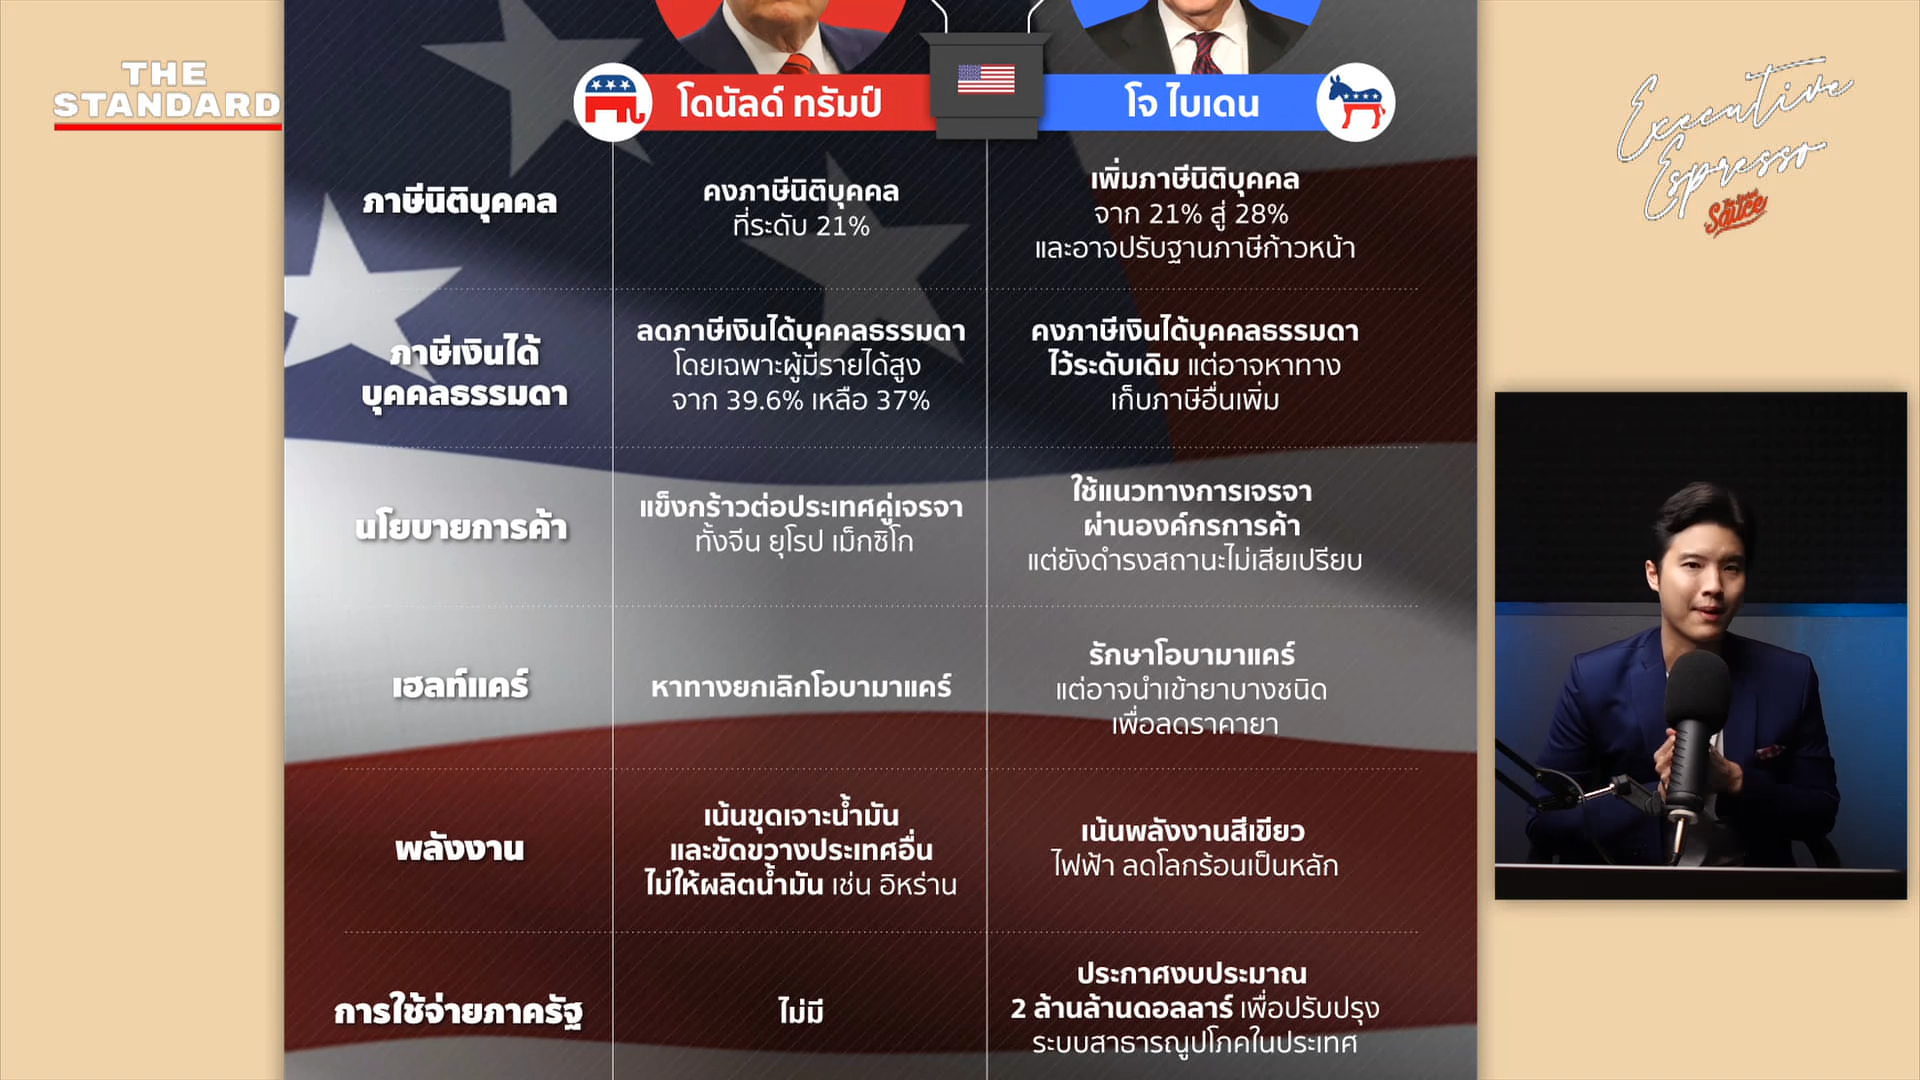 THE
STANDARD
Executive
Espresso
The Secret
Sauce
โดนัลด์ ทรัมป์
โจ ไบเดน
ภาษีนิติบุคคล
คงภาษีนิติบุคคล
ที่ระดับ 21%
เพิ่มภาษีนิติบุคคล
จาก 21% สู่ 28%
และอาจปรับฐานภาษีก้าวหน้า
ภาษีเงินได้
บุคคลธรรมดา
ลดภาษีเงินได้บุคคลธรรมดา
โดยเฉพาะผู้มีรายได้สูง
จาก 39.6% เหลือ 37%
คงภาษีเงินได้บุคคลธรรมดา
ไว้ระดับเดิม แต่อาจหาทาง
เก็บภาษีอื่นเพิ่ม
นโยบายการค้า
แข็งกร้าวต่อประเทศคู่เจรจา
ทั้งจีน ยุโรป เม็กซิโก
ใช้แนวทางการเจรจา
ผ่านองค์กรการค้า
แต่ยังดำรงสถานะไม่เสียเปรียบ
เฮลท์แคร์
หาทางยกเลิกโอบามาแคร์
รักษาโอบามาแคร์
แต่อาจนำเข้ายาบางชนิด
เพื่อลดราคายา
พลังงาน
เน้นขุดเจาะน้ำมัน
และขัดขวางประเทศอื่น
ไม่ให้ผลิตน้ำมัน เช่น อิหร่าน
เน้นพลังงานสีเขียว
ไฟฟ้า ลดโลกร้อนเป็นหลัก
การใช้จ่ายภาครัฐ
ไม่มี
ประกาศงบประมาณ
2 ล้านล้านดอลลาร์ เพื่อปรับปรุง
ระบบสาธารณูปโภคในประเทศ